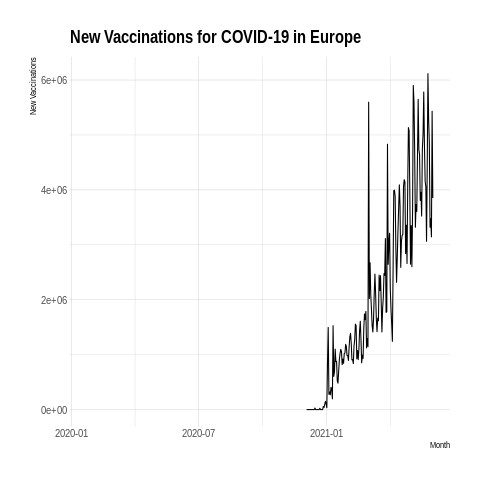 New Vaccinations for COVID-19 in Europe
New Vaccinations
6e+06
4e+06
2e+06
0e+00
2020-01 2020-07 2021-01
Month